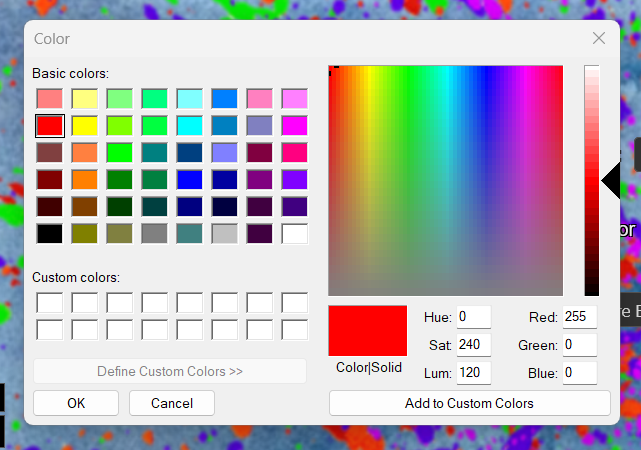 Color
Basic colors:
Custom colors:
Define Custom Colors >>
OK
Cancel
Color|Solid
Hue: 0
Sat: 240
Lum: 120
Red: 255
Green: 0
Blue: 0
Add to Custom Colors
or